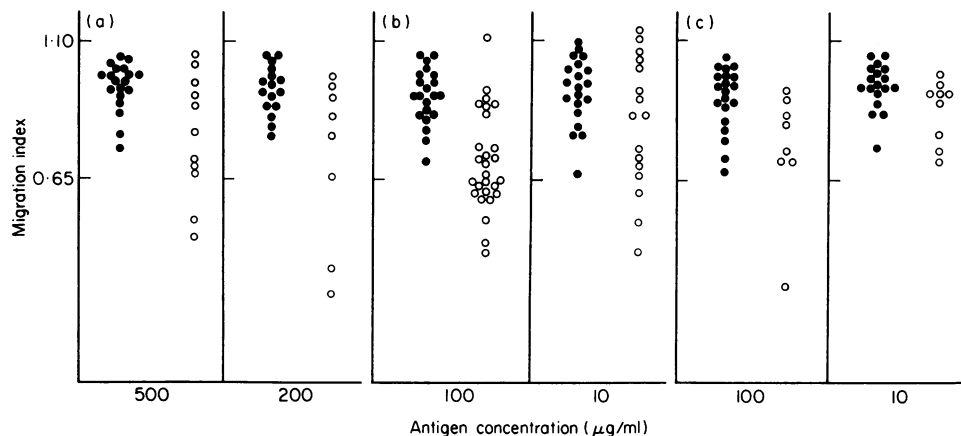 (a) (b) (c)
1·10
0·65
Migration index
500 200 100 10 100 10
Antigen concentration (μg/ml)